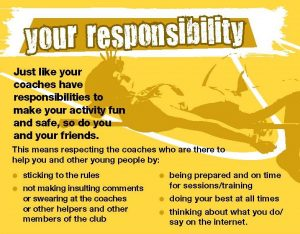 your responsibility
Just like your
coaches have
responsibilities to
make your activity fun
and safe, so do you
and your friends.
This means respecting the coaches who are there to
help you and other young people by:
sticking to the rules
not making insulting comments
or swearing at the coaches
or other helpers and other
members of the club
being prepared and on time
for sessions/training
doing your best at all times
thinking about what you do/
say on the internet.